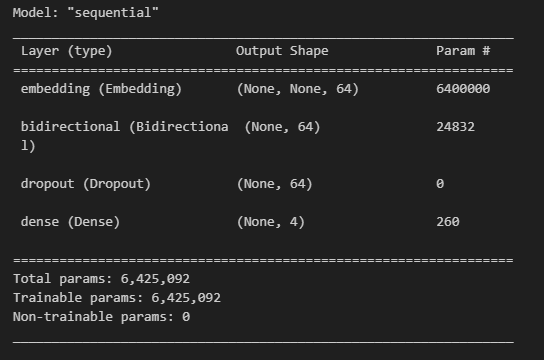 Model: "sequential"
_________________________________________________________________
 Layer (type)                Output Shape              Param #
=================================================================
 embedding (Embedding)       (None, None, 64)          6400000
 bidirectional (Bidirectiona  (None, 64)               24832
 l)
 dropout (Dropout)           (None, 64)                0
 dense (Dense)               (None, 4)                 260
=================================================================
Total params: 6,425,092
Trainable params: 6,425,092
Non-trainable params: 0
_________________________________________________________________